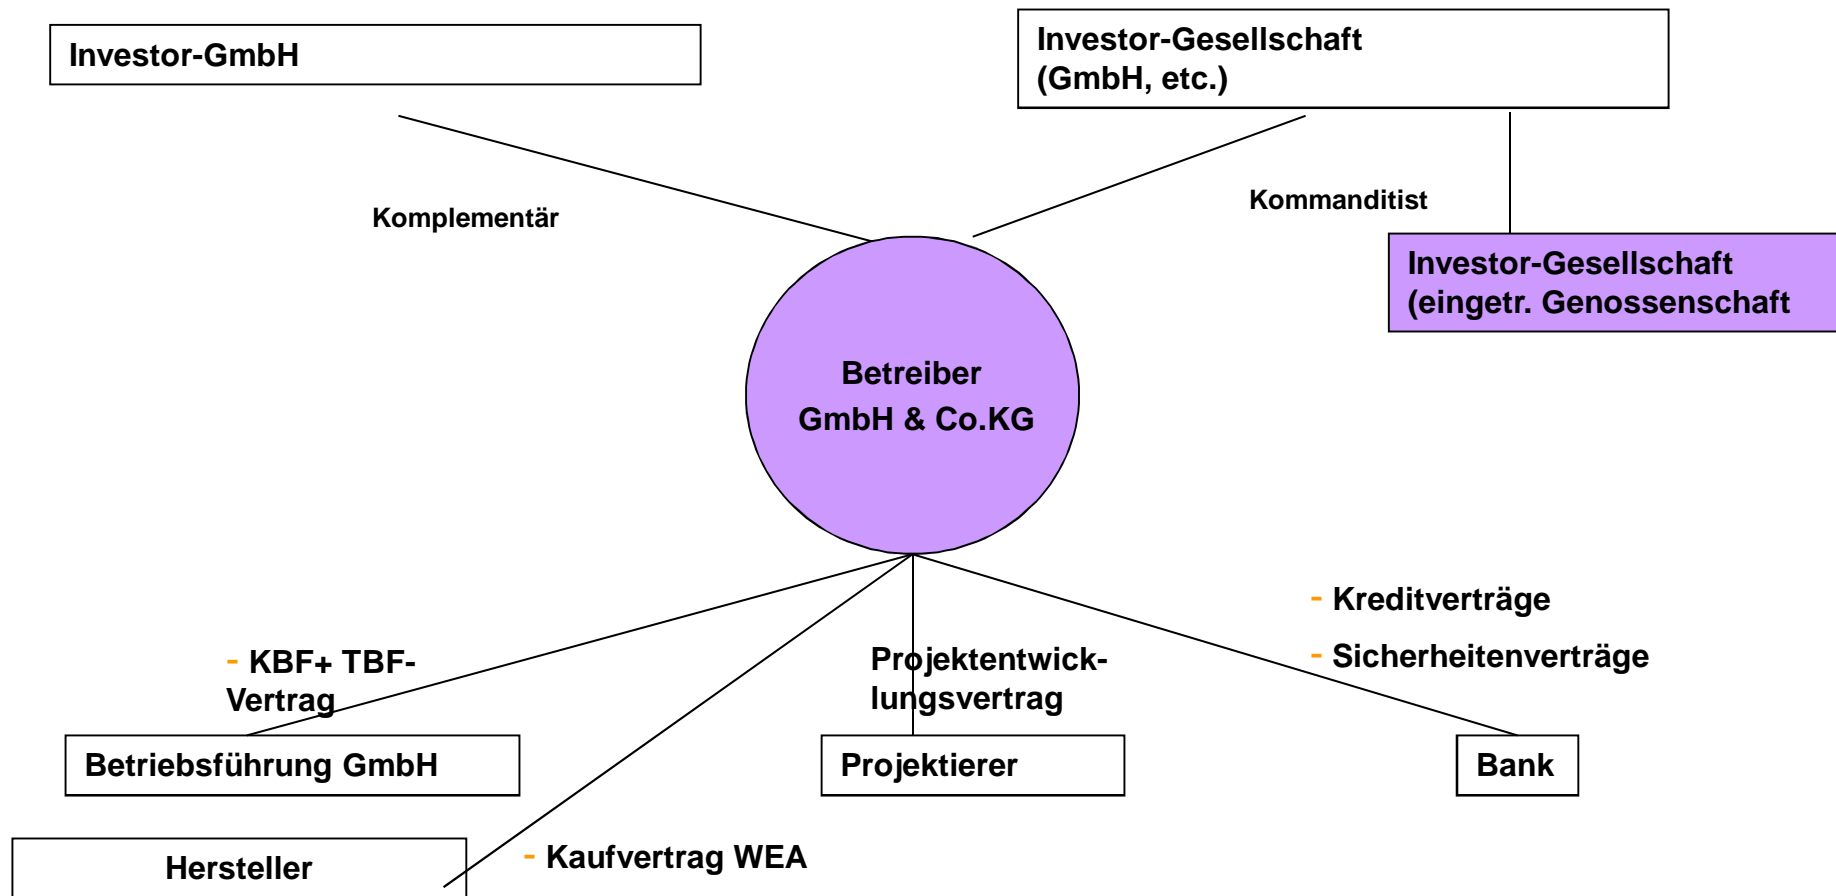 Investor-GmbH
Investor-Gesellschaft
(GmbH, etc.)
Komplementär
Kommanditist
Investor-Gesellschaft
(eingetr. Genossenschaft
Betreiber
GmbH & Co.KG
- Kreditverträge
- Sicherheitenverträge
- KBF+ TBF-
Vertrag
Projektentwick-
lungsvertrag
Betriebsführung GmbH
Projektierer
Bank
Hersteller
- Kaufvertrag WEA